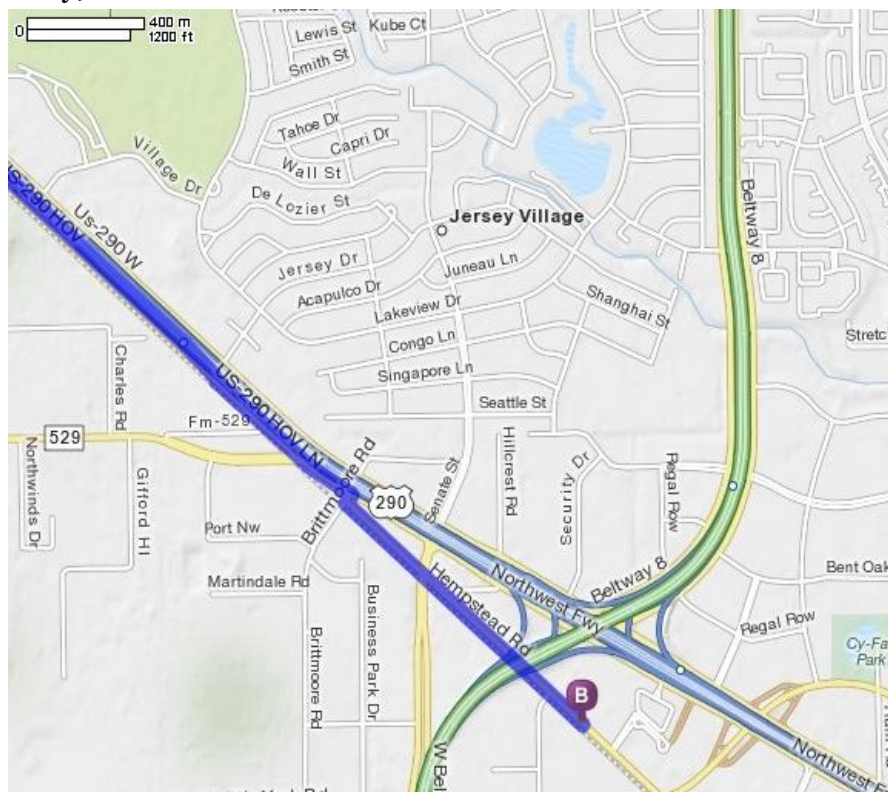 400 m
0
1200 ft
Lewis St
Kube Ct
Smith St
Tahoe Dr
Capri Dr
Village Dr
Wall St
De Lozier St
Beltway 8
US-290 HOV
Us-290 W
Jersey Village
Jersey Dr
Juneau Ln
Acapulco Dr
Shanghai St
Lakeview Dr
Congo Ln
Stretc
Charles Rd
Singapore Ln
US-290 HOV LN
Seattle St
Fm-529
529
Northwinds Dr
Gifford Hl
Brittmoore Rd
290
Senate St
Hillcrest Rd
Security Dr
Regal Row
Port Nw
Martindale Rd
Hempstead Rd
Northwest Fwy
Beltway 8
Bent Oak
Business Park Dr
Brittmoore Rd
Regal Row
Cy-Fa
Park
B
W Bel
Northwest F